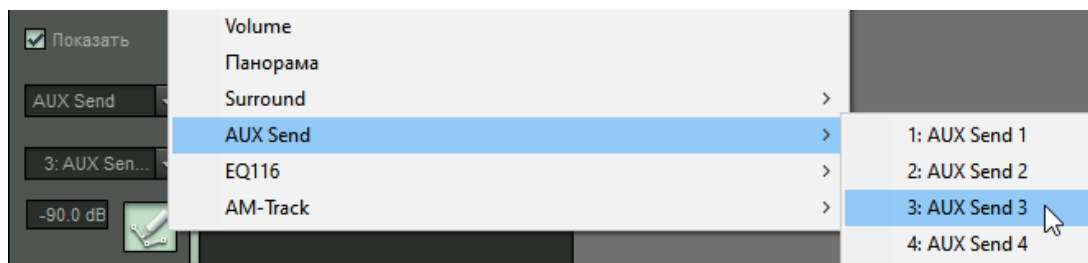 Показать
AUX Send
3: AUX Sen...
-90.0 dB
Volume
Панорама
Surround
AUX Send
EQ116
AM-Track
1: AUX Send 1
2: AUX Send 2
3: AUX Send 3
4: AUX Send 4